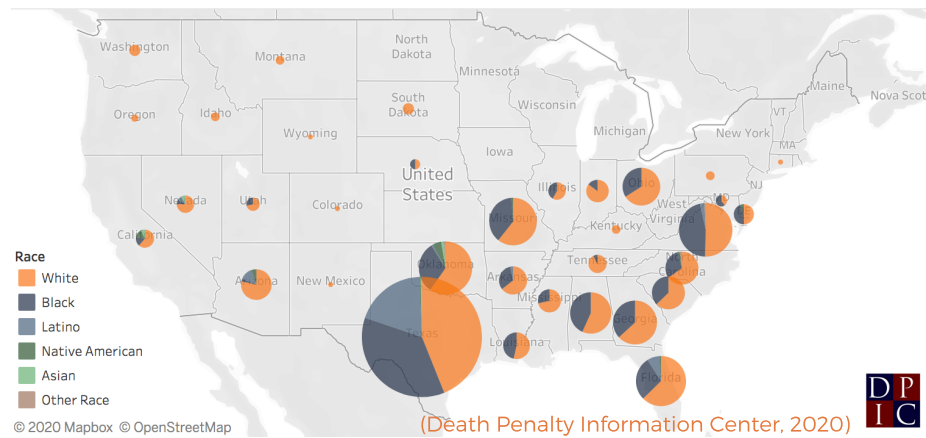 Washington
Montana
North
Dakota
Minnesota
Maine
Nova Scot
Oregon
Idaho
South
Dakota
Wisconsin
VT
Wyoming
Michigan
New York
MA
Iowa
United
States
Illinois
Ohio
NJ
Nevada
Utah
Colorado
Missouri
West
Virginia
MD
DE
Kentucky
California
Oklahoma
Tennessee
North
Carolina
Arizona
New Mexico
Arkansas
Mississippi
Texas
Louisiana
Georgia
Florida
Race
White
Black
Latino
Native American
Asian
Other Race
D P
I C
© 2020 Mapbox © OpenStreetMap
(Death Penalty Information Center, 2020)